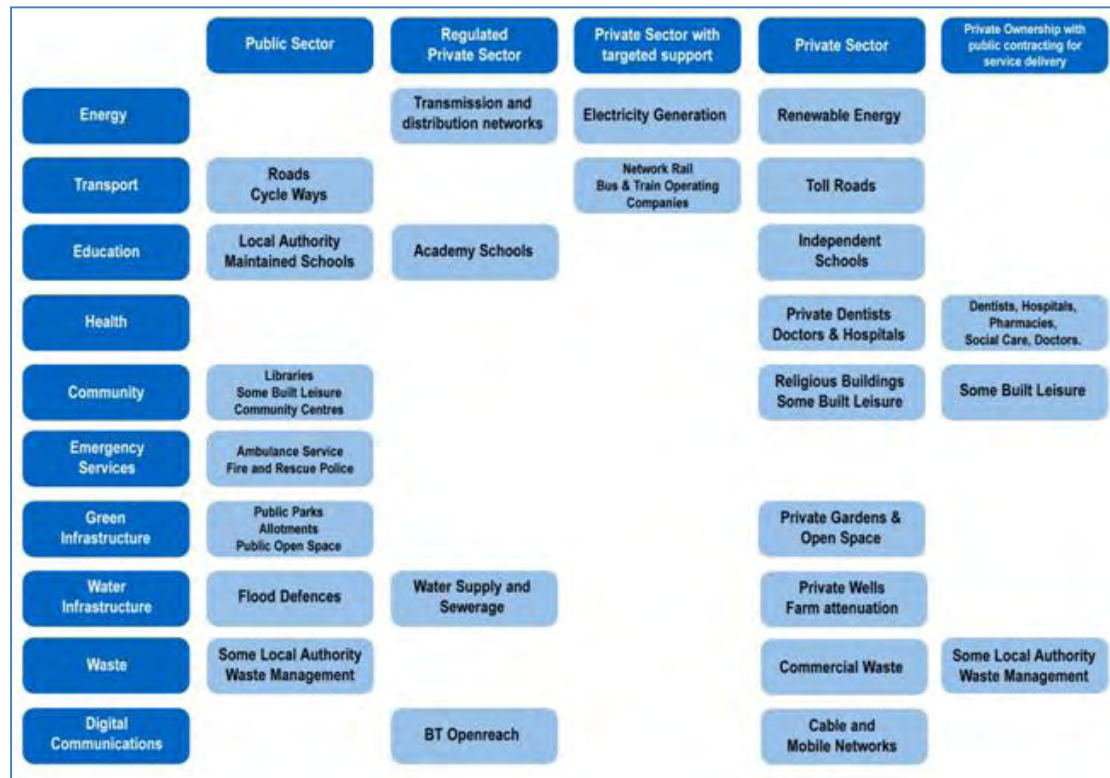 Public Sector
Regulated
Private Sector
Private Sector with
targeted support
Private Sector
Private Ownership with
public contracting for
service delivery
Energy
Transmission and
distribution networks
Electricity Generation
Renewable Energy
Transport
Roads
Cycle Ways
Network Rail
Bus & Train Operating
Companies
Toll Roads
Education
Local Authority
Maintained Schools
Academy Schools
Independent
Schools
Health
Private Dentists
Doctors & Hospitals
Dentists, Hospitals,
Pharmacies,
Social Care, Doctors.
Community
Libraries
Some Built Leisure
Community Centres
Religious Buildings
Some Built Leisure
Some Built Leisure
Emergency
Services
Ambulance Service
Fire and Rescue Police
Green
Infrastructure
Public Parks
Allotments
Public Open Space
Private Gardens &
Open Space
Water
Infrastructure
Flood Defences
Water Supply and
Sewerage
Private Wells
Farm attenuation
Waste
Some Local Authority
Waste Management
Commercial Waste
Some Local Authority
Waste Management
Digital
Communications
BT Openreach
Cable and
Mobile Networks